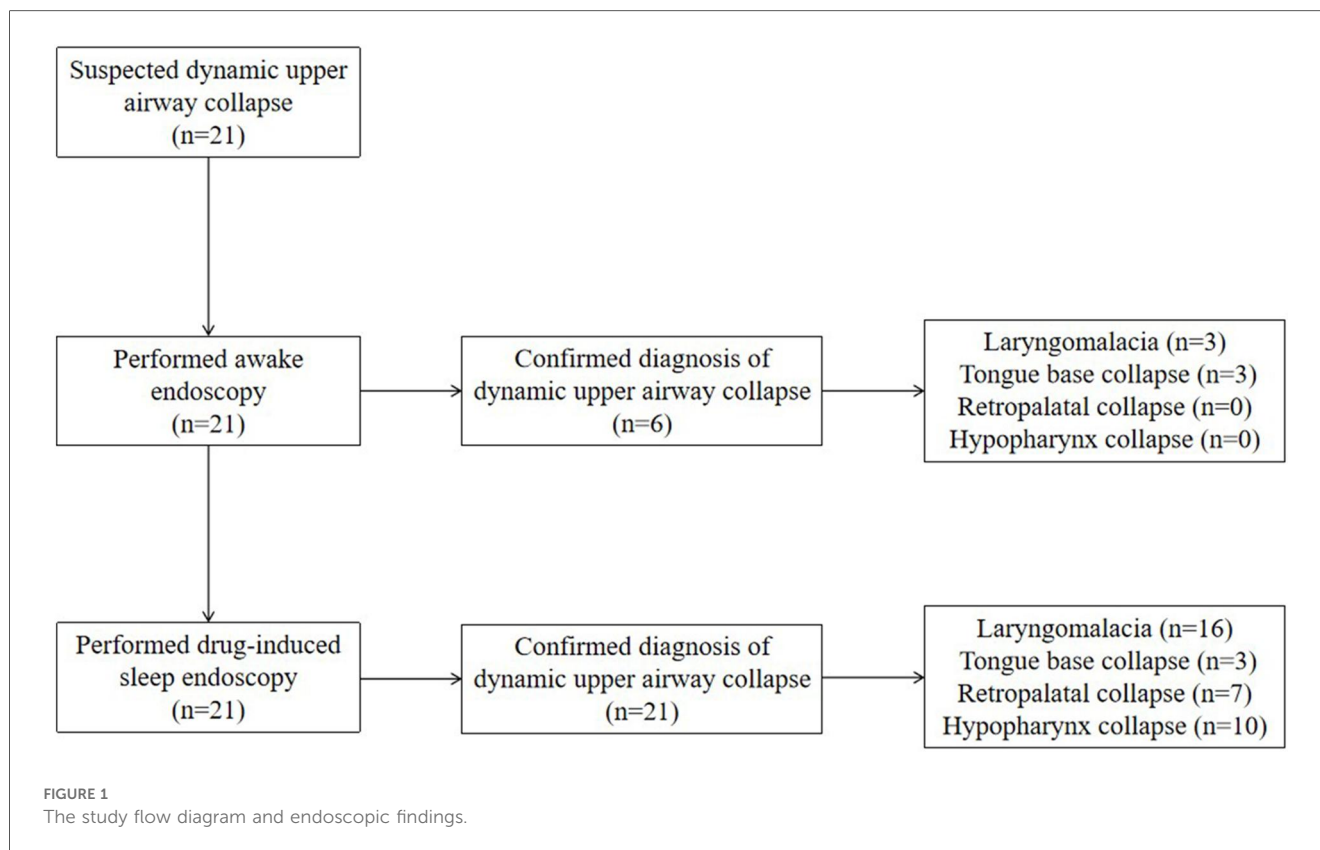 Suspected dynamic upper
airway collapse
(n=21)
Performed awake
endoscopy
(n=21)
Confirmed diagnosis of
dynamic upper airway collapse
(n=6)
Laryngomalacia (n=3)
Tongue base collapse (n=3)
Retropalatal collapse (n=0)
Hypopharynx collapse (n=0)
Performed drug-induced
sleep endoscopy
(n=21)
Confirmed diagnosis of
dynamic upper airway collapse
(n=21)
Laryngomalacia (n=16)
Tongue base collapse (n=3)
Retropalatal collapse (n=7)
Hypopharynx collapse (n=10)
FIGURE 1
The study flow diagram and endoscopic findings.